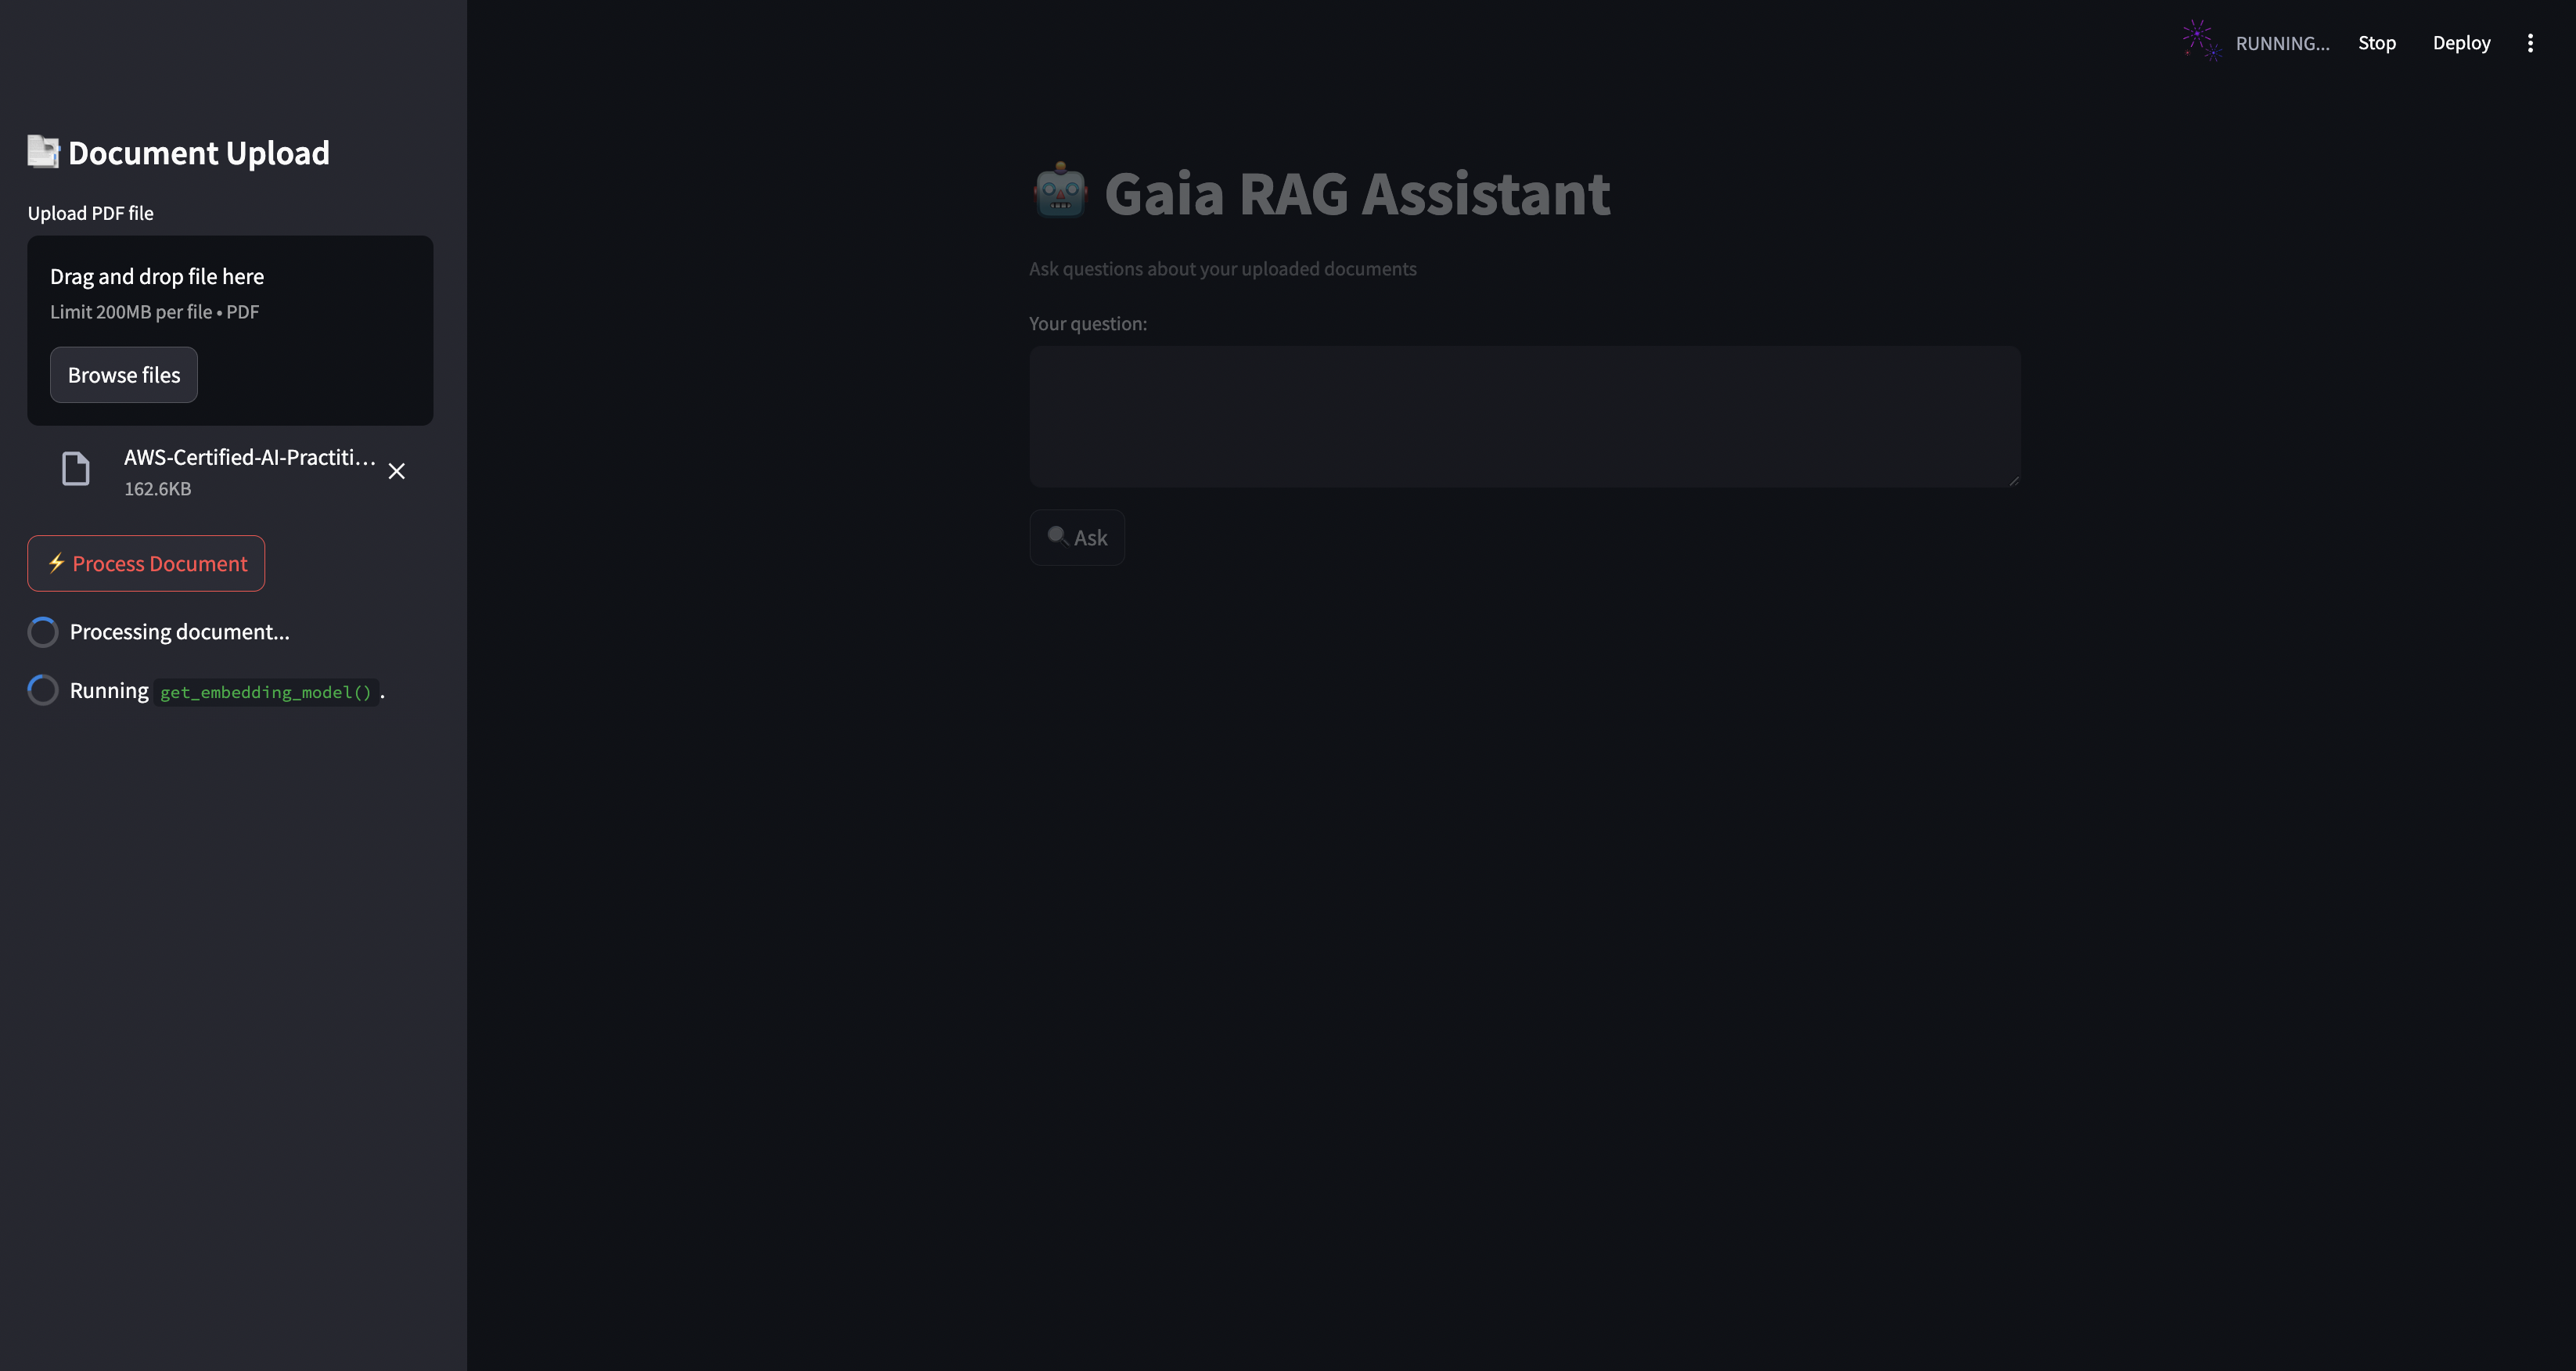 RUNNING...
Stop
Deploy
Document Upload
Upload PDF file
Drag and drop file here
Limit 200MB per file • PDF
Browse files
AWS-Certified-AI-Practiti...
162.6KB
⚡ Process Document
Processing document...
Running get_embedding_model() .
Gaia RAG Assistant
Ask questions about your uploaded documents
Your question:
Ask